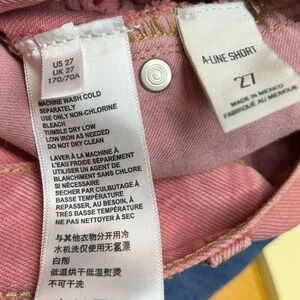 US 27
UK 27
170/70A
MACHINE WASH COLD
SEPARATELY
USE ONLY NON-CHLORINE
BLEACH
TUMBLE DRY LOW
LOW IRON AS NEEDED
DO NOT DRY CLEAN
LAVER À LA MACHINE À
L'EAU FROIDE SÉPARÉMENT
UTILISER UN AGENT DE
BLANCHIMENT SANS CHLORE
SI NÉCESSAIRE
SÉCHER PAR CULBUTAGE À
BASSE TEMPÉRATURE
REPASSER, AU BESOIN, À
TRÈS BASSE TEMPÉRATURE
NE PAS NETTOYER À SEC
与其他衣物分开用冷
水机洗仅使用无氯漂
白剂
低温烘干低温熨烫
不可干洗
A-LINE SHORT
27
MADE IN MEXICO
FABRIQUÉ AU MEXIQUE